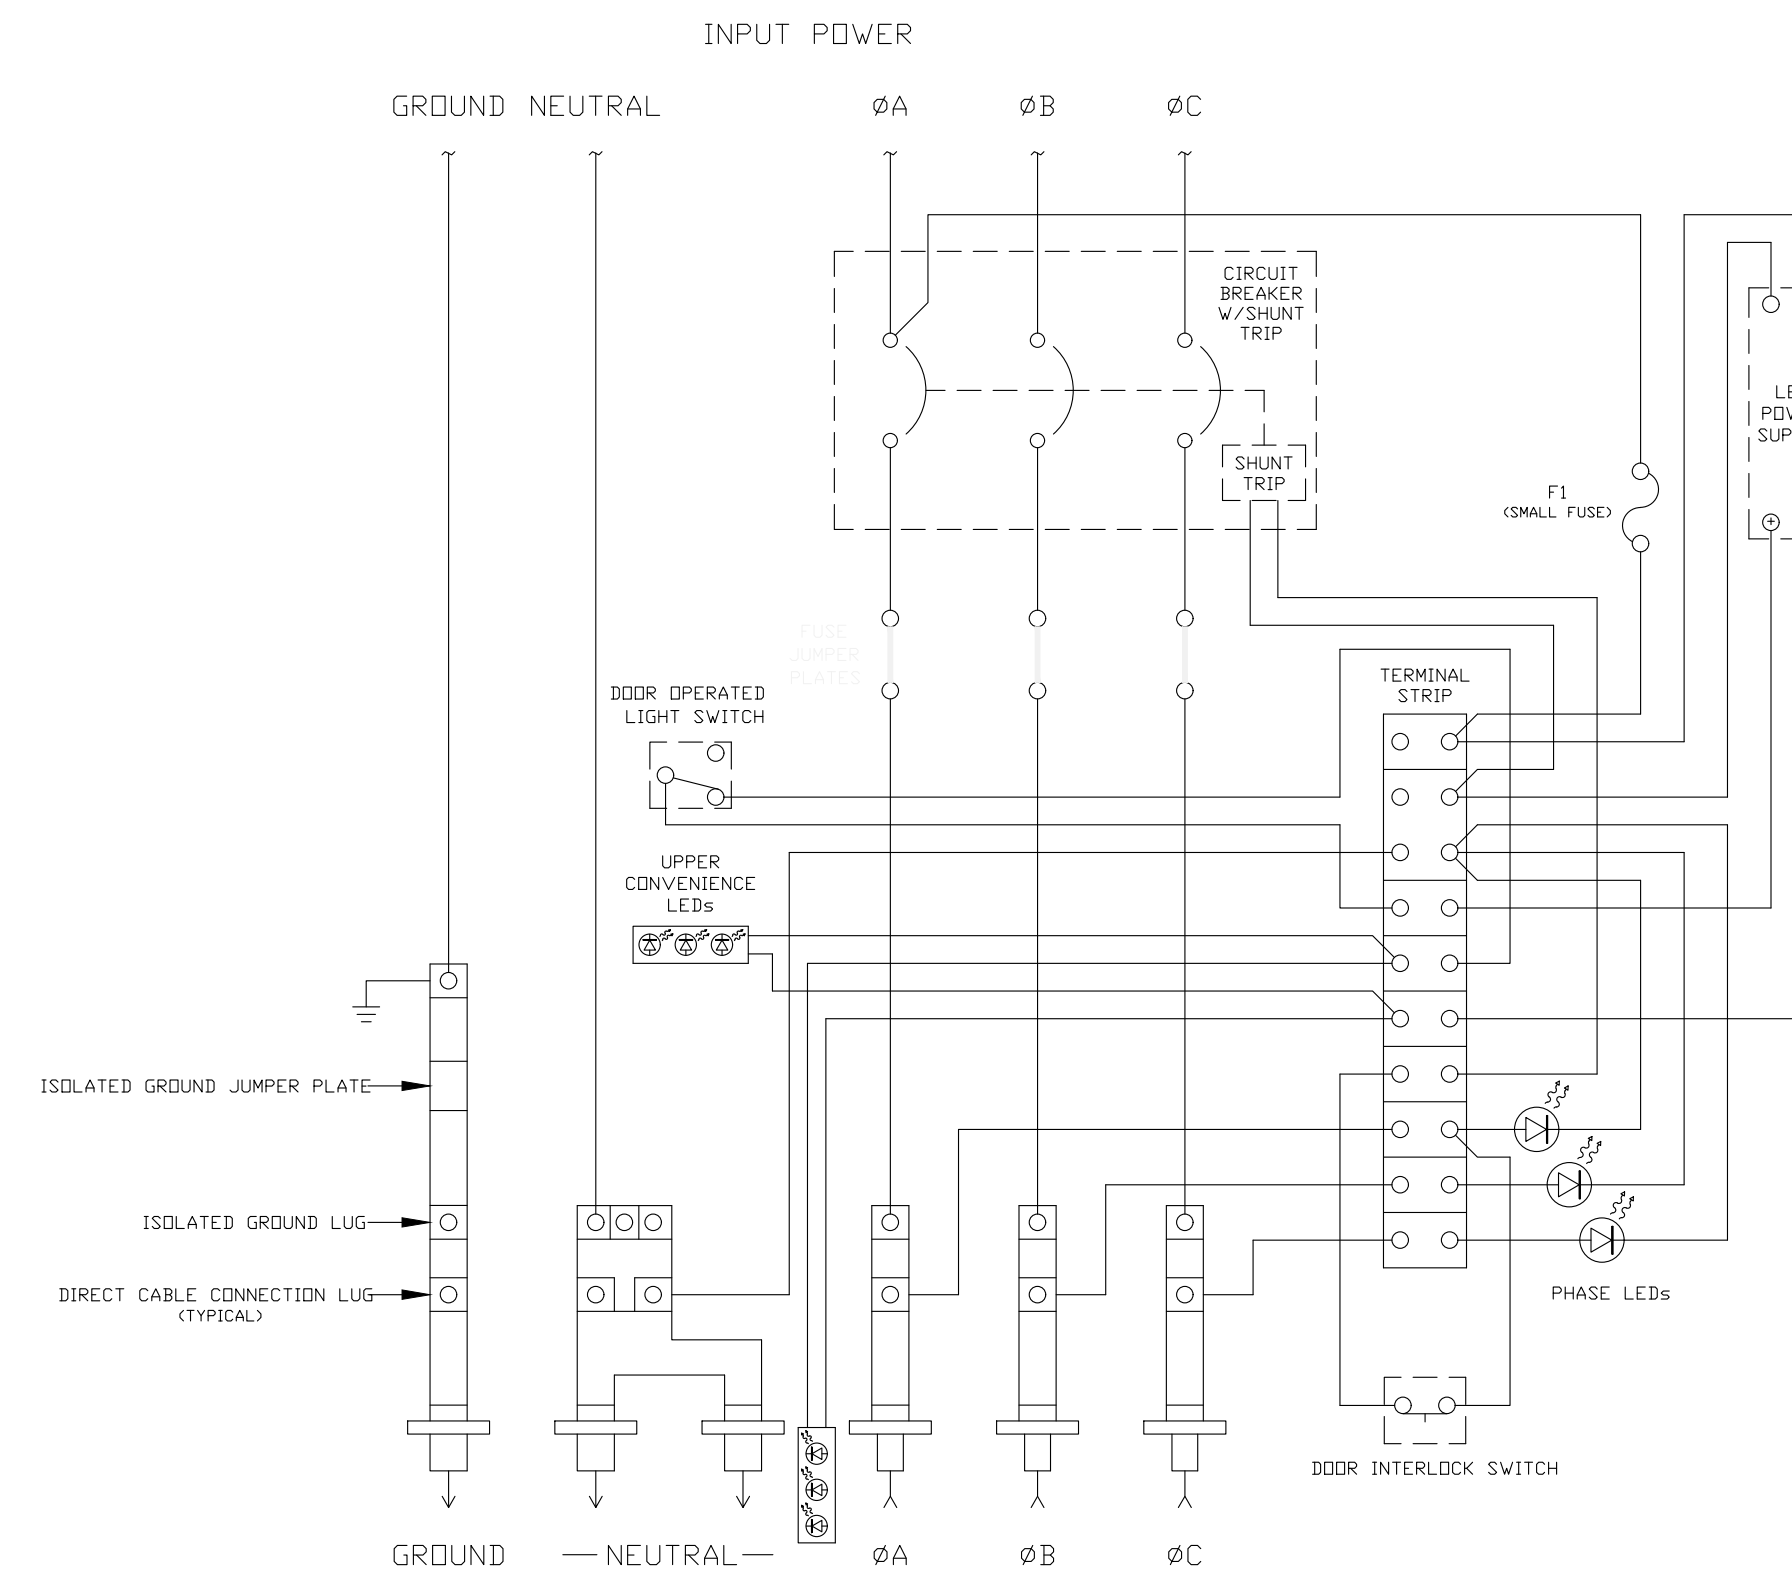 INPUT POWER
GROUND NEUTRAL ØA ØB ØC
CIRCUIT
BREAKER
W/SHUNT
TRIP
SHUNT
TRIP
F1
(SMALL FUSE)
FUSE
JUMPER
PLATES
DOOR OPERATED
LIGHT SWITCH
TERMINAL
STRIP
UPPER
CONVENIENCE
LEDs
ISOLATED GROUND JUMPER PLATE
ISOLATED GROUND LUG
DIRECT CABLE CONNECTION LUG
(TYPICAL)
PHASE LEDs
DOOR INTERLOCK SWITCH
GROUND NEUTRAL ØA ØB ØC